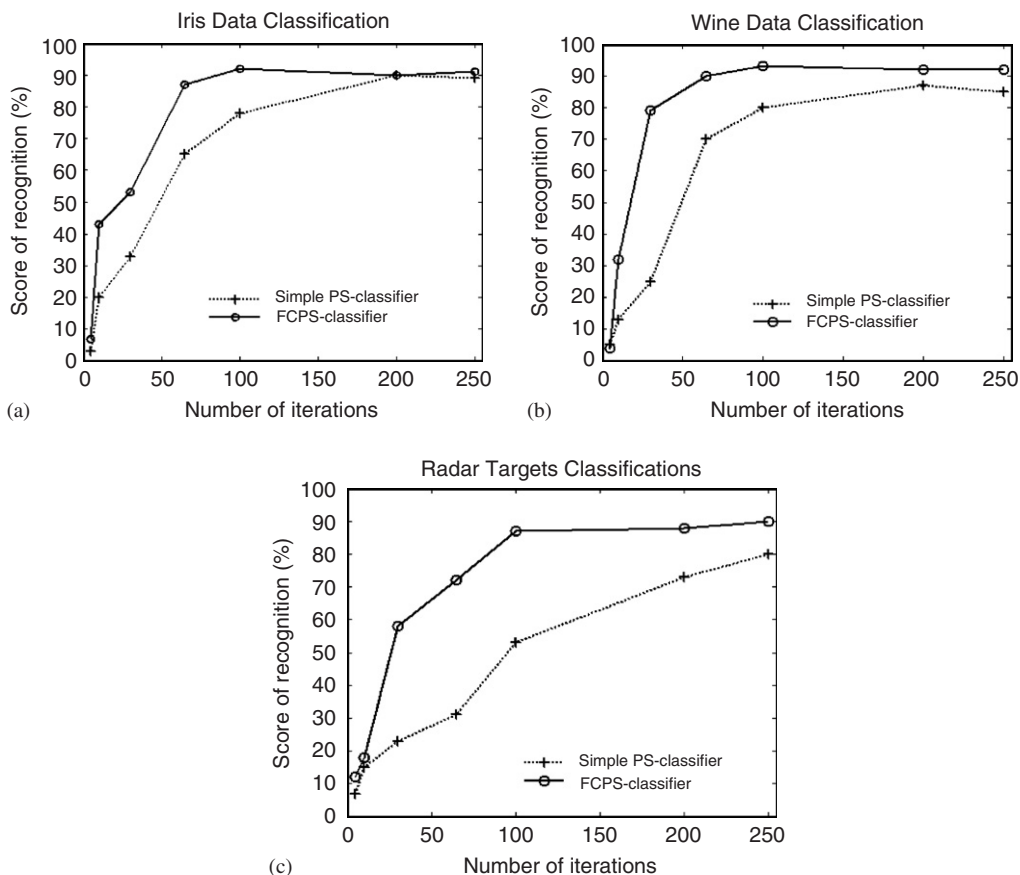 Iris Data Classification
100
90
80
70
60
50
40
30
20
10
0
Score of recognition (%)
Simple PS-classifier
FCPS-classifier
0 50 100 150 200 250
Number of iterations
(a)
Wine Data Classification
100
90
80
70
60
50
40
30
20
10
0
Score of recognition (%)
Simple PS-classifier
FCPS-classifier
0 50 100 150 200 250
Number of iterations
(b)
Radar Targets Classifications
100
90
80
70
60
50
40
30
20
10
0
Score of recognition (%)
Simple PS-classifier
FCPS-classifier
0 50 100 150 200 250
Number of iterations
(c)